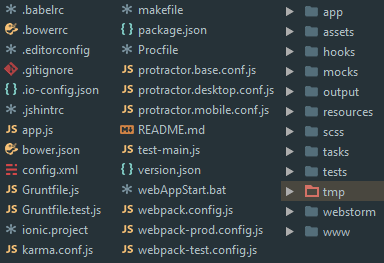 .babelrc
.bowerrc
.editorconfig
.gitignore
.io-config.json
.jshintrc
app.js
bower.json
config.xml
Gruntfile.js
Gruntfile.test.js
ionic.project
karma.conf.js
makefile
package.json
Procfile
protractor.base.conf.js
protractor.desktop.conf.js
protractor.mobile.conf.js
README.md
test-main.js
version.json
webAppStart.bat
webpack.config.js
webpack-prod.config.js
webpack-test.config.js
app
assets
hooks
mocks
output
resources
scss
tasks
tests
tmp
webstorm
www